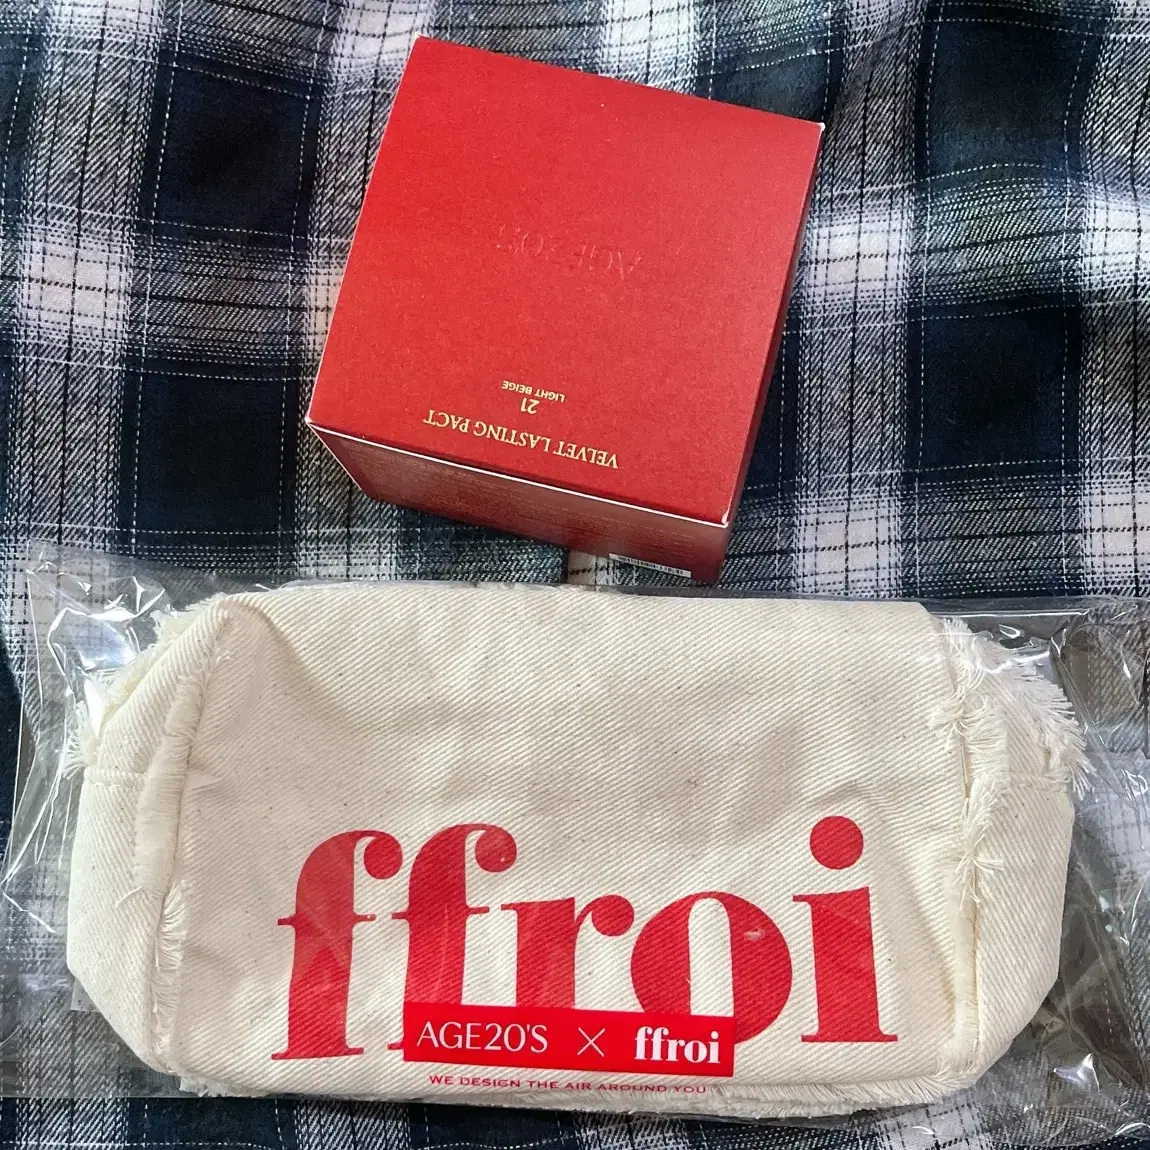 AGE20'S
21
LIGHT BEIGE
VELVET LASTING PACT
ffroi
AGE20'S × ffroi
WE DESIGN THE AIR AROUND YOU